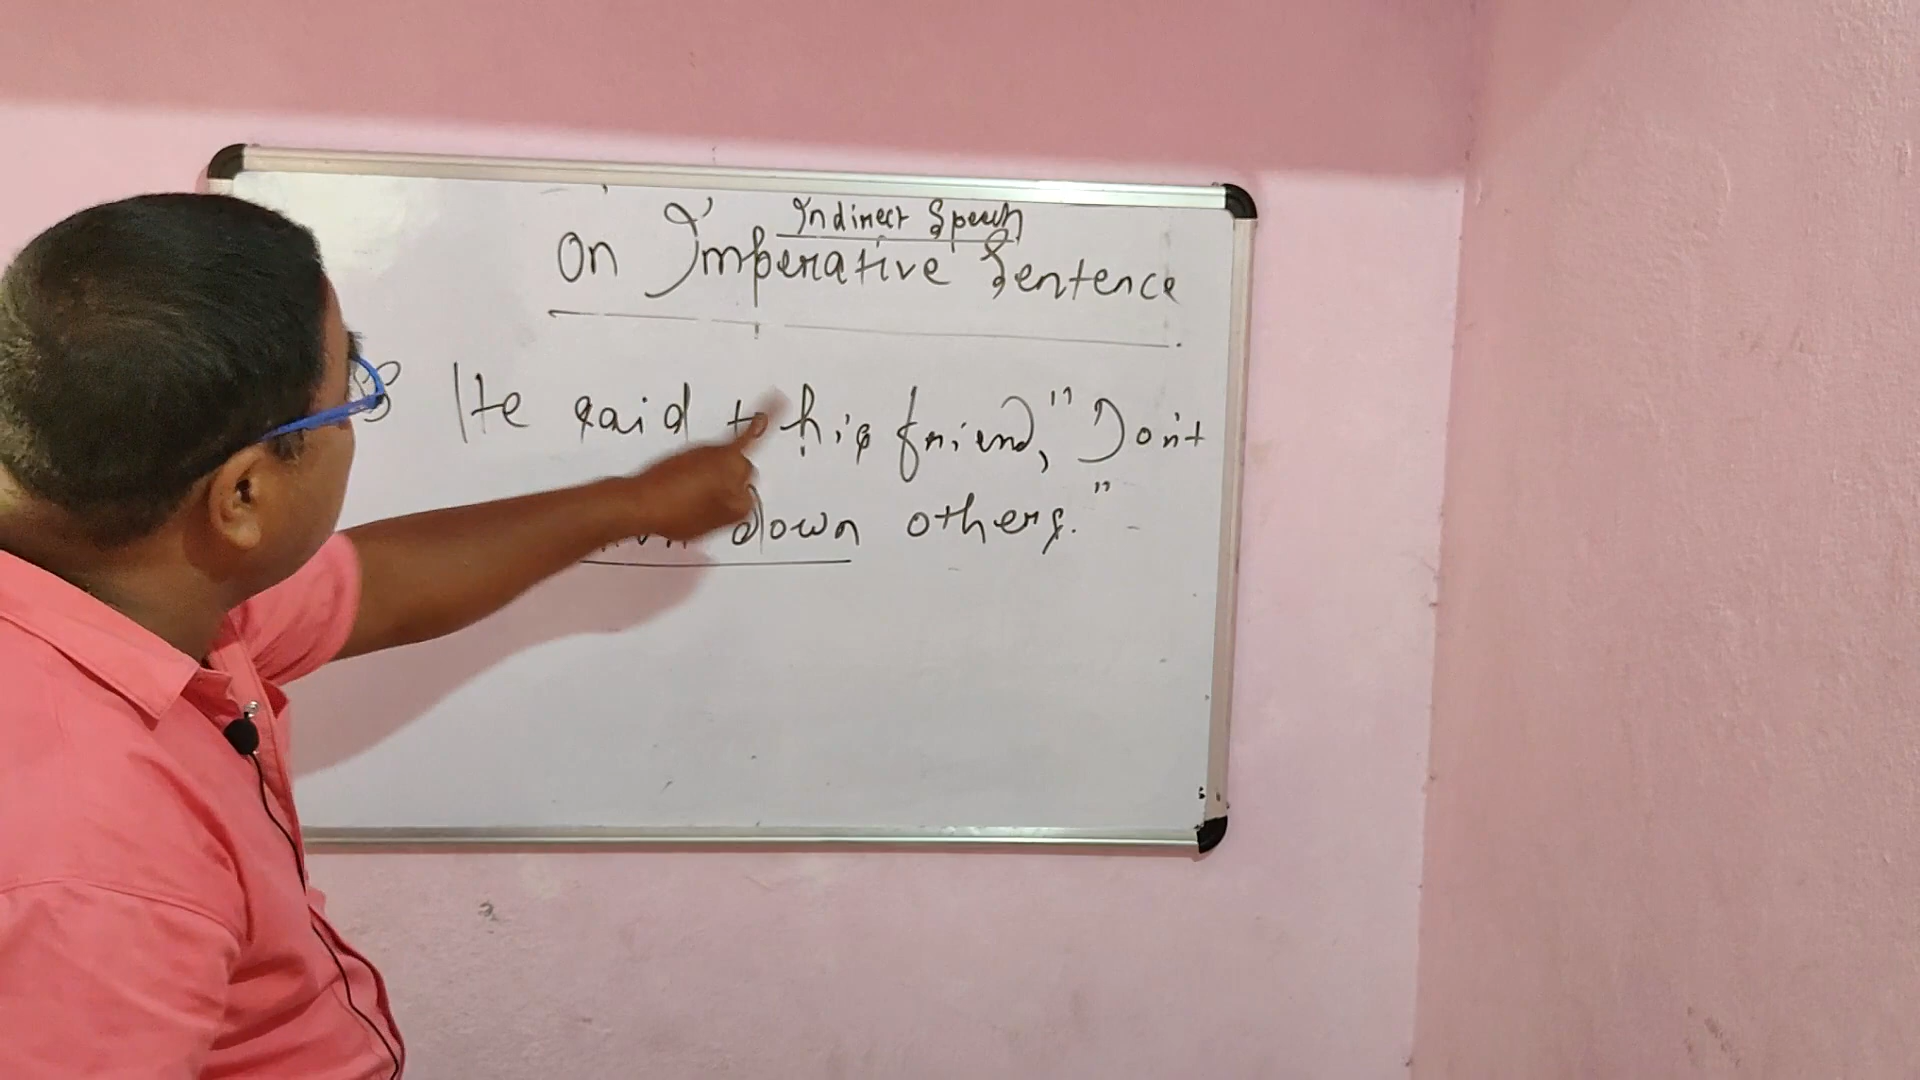 Indirect Speech
On Imperative Sentence
He said to his friend, "Don't
down others."